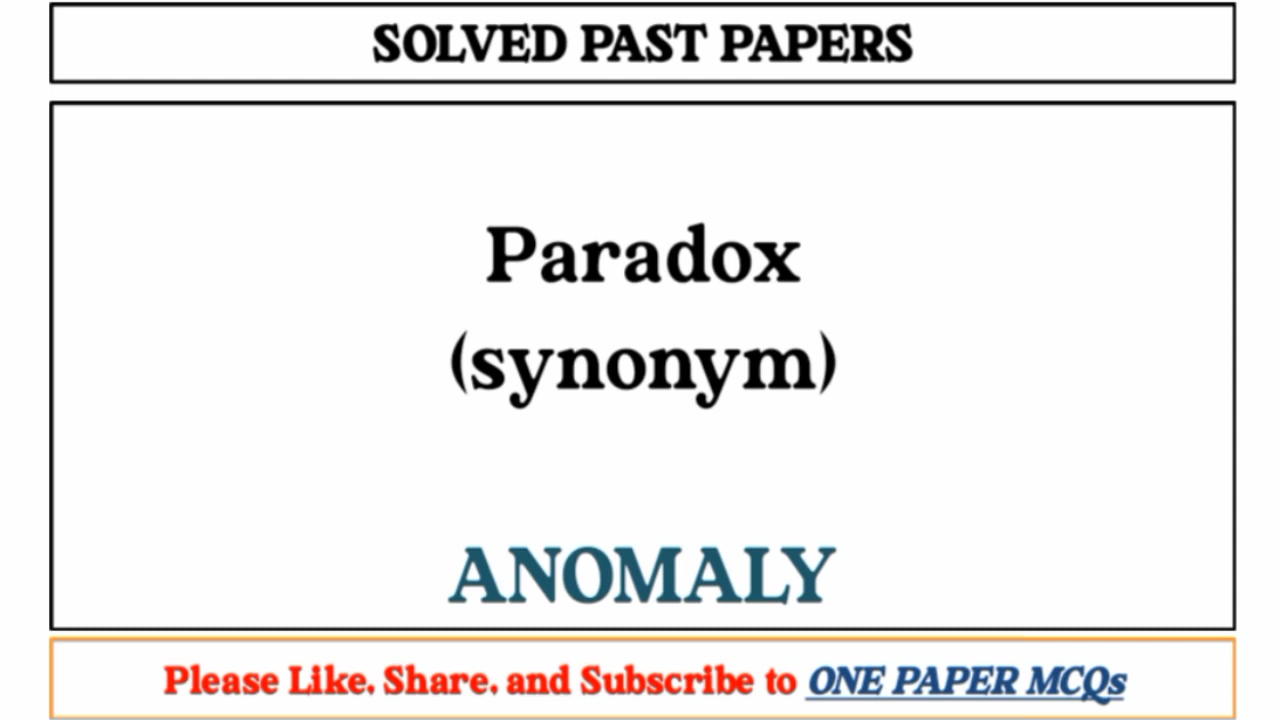 SOLVED PAST PAPERS
Paradox
(synonym)
ANOMALY
Please Like, Share, and Subscribe to ONE PAPER MCQs